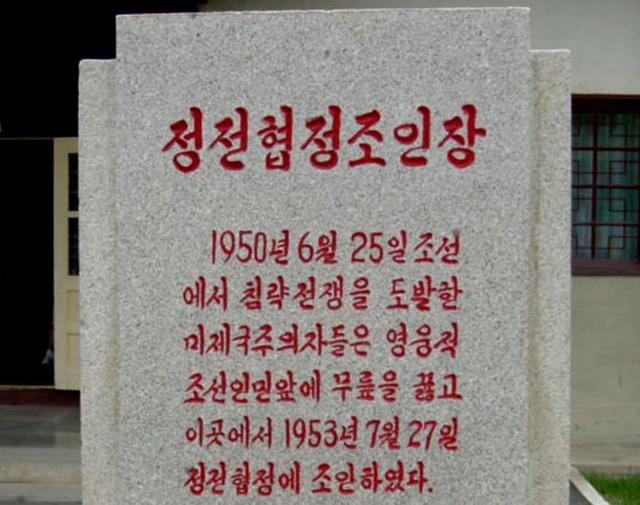 정전협정조인장
1950년 6월 25일 조선
에서 침략전쟁을 도발한
미제국주의자들은 영웅적
조선인민앞에 무릎을 꿇고
이곳에서 1953년 7월 27일
정전협정에 조인하였다.